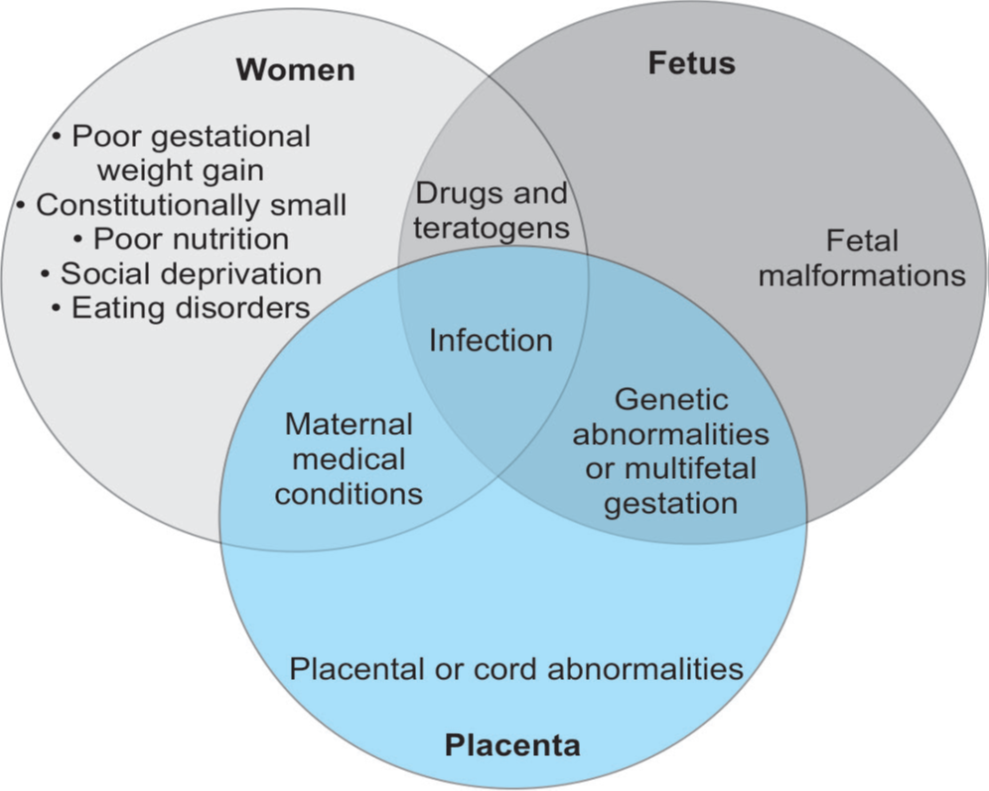 Women
• Poor gestational
weight gain
• Constitutionally small
• Poor nutrition
• Social deprivation
• Eating disorders
Fetus
Drugs and
teratogens
Fetal
malformations
Infection
Maternal
medical
conditions
Genetic
abnormalities
or multifetal
gestation
Placental or cord abnormalities
Placenta